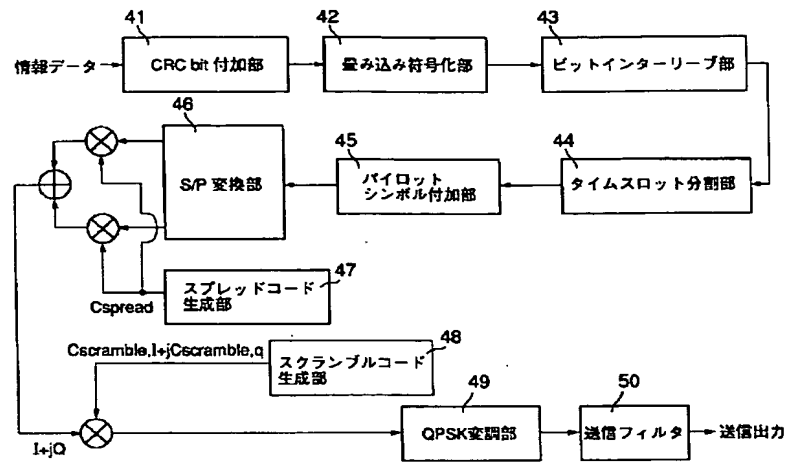 41
42
43
情報データ
CRC bit 付加部
畳み込み符号化部
ビットインターリーブ部
46
45
44
S/P 変換部
パイロット
シンボル付加部
タイムスロット分割部
47
スプレッドコード
生成部
Cspread
48
Cscramble,I+jCscramble,q
スクランブルコード
生成部
49
50
I+jQ
QPSK変調部
送信フィルタ
送信出力